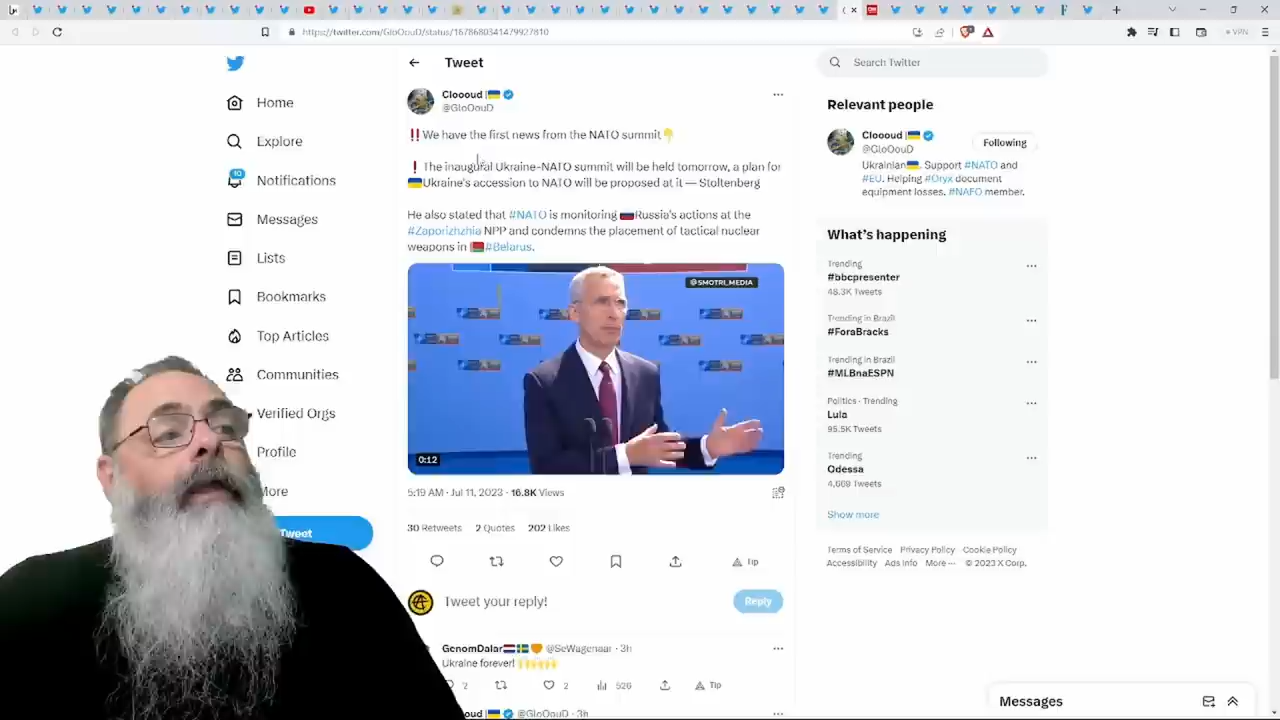 https://twitter.com/GloOouD/status/1678680341479927810
VPN
Tweet
Search Twitter
Home
Explore
10
Notifications
Messages
Lists
Bookmarks
Top Articles
Communities
Verified Orgs
Profile
More
Tweet
Cloooud
@GloOouD
‼️We have the first news from the NATO summit
❗The inaugural Ukraine-NATO summit will be held tomorrow, a plan for
Ukraine's accession to NATO will be proposed at it — Stoltenberg
He also stated that #NATO is monitoring Russia's actions at the
#Zaporizhzhia NPP and condemns the placement of tactical nuclear
weapons in #Belarus.
@SMOTRI_MEDIA
0:12
5:19 AM · Jul 11, 2023 · 16.8K Views
30 Retweets 2 Quotes 202 Likes
Tip
Tweet your reply!
Reply
GenomDalar @SeWagenaar · 3h
Ukraine forever!
2 2 526 Tip
oud @GloOouD · 3h
Relevant people
Cloooud
@GloOouD
Following
Ukrainian. Support #NATO and
#EU. Helping #Oryx document
equipment losses. #NAFO member.
What's happening
Trending
#bbcpresenter
48.3K Tweets
Trending in Brazil
#ForaBracks
Trending in Brazil
#MLBnaESPN
Politics · Trending
Lula
95.5K Tweets
Trending
Odessa
4,669 Tweets
Show more
Terms of Service Privacy Policy Cookie Policy
Accessibility Ads info More ··· © 2023 X Corp.
Messages